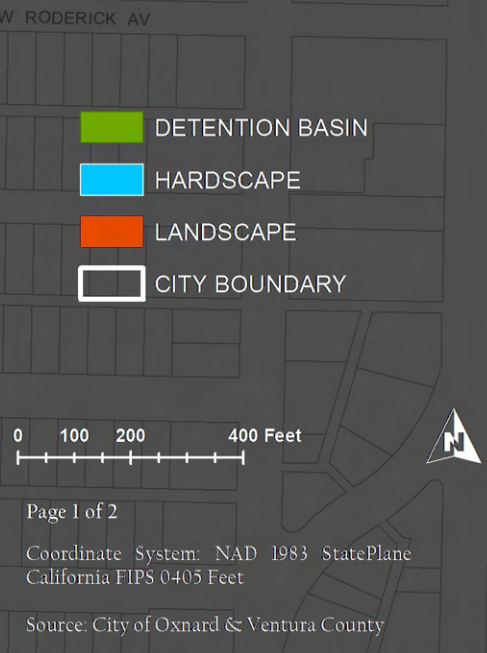 W RODERICK AV
DETENTION BASIN
HARDSCAPE
LANDSCAPE
CITY BOUNDARY
0 100 200 400 Feet
N
Page 1 of 2
Coordinate System: NAD 1983 StatePlane
California FIPS 0405 Feet
Source: City of Oxnard & Ventura County